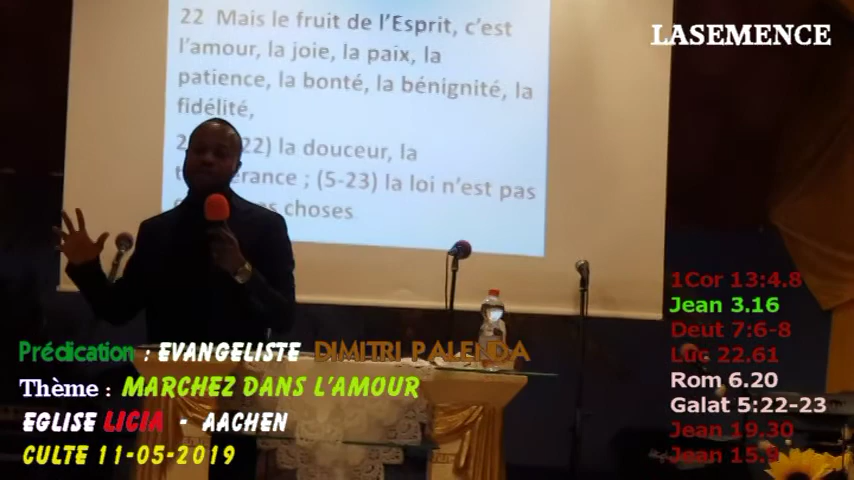 22 Mais le fruit de l'Esprit, c'est
l'amour, la joie, la paix, la
patience, la bonté, la bénignité, la
fidélité,
22) la douceur, la
; (5-23) la loi n'est pas
choses
LASEMENCE
1Cor 13:4.8
Jean 3.16
Deut 7:6-8
Luc 22.61
Rom 6.20
Galat 5:22-23
Jean 19.30
Jean 15.9
Prédication : EVANGELISTE DIMITRI PALENDA
Thème : MARCHEZ DANS L'AMOUR
EGLISE LICIA - AACHEN
CULTE 11-05-2019